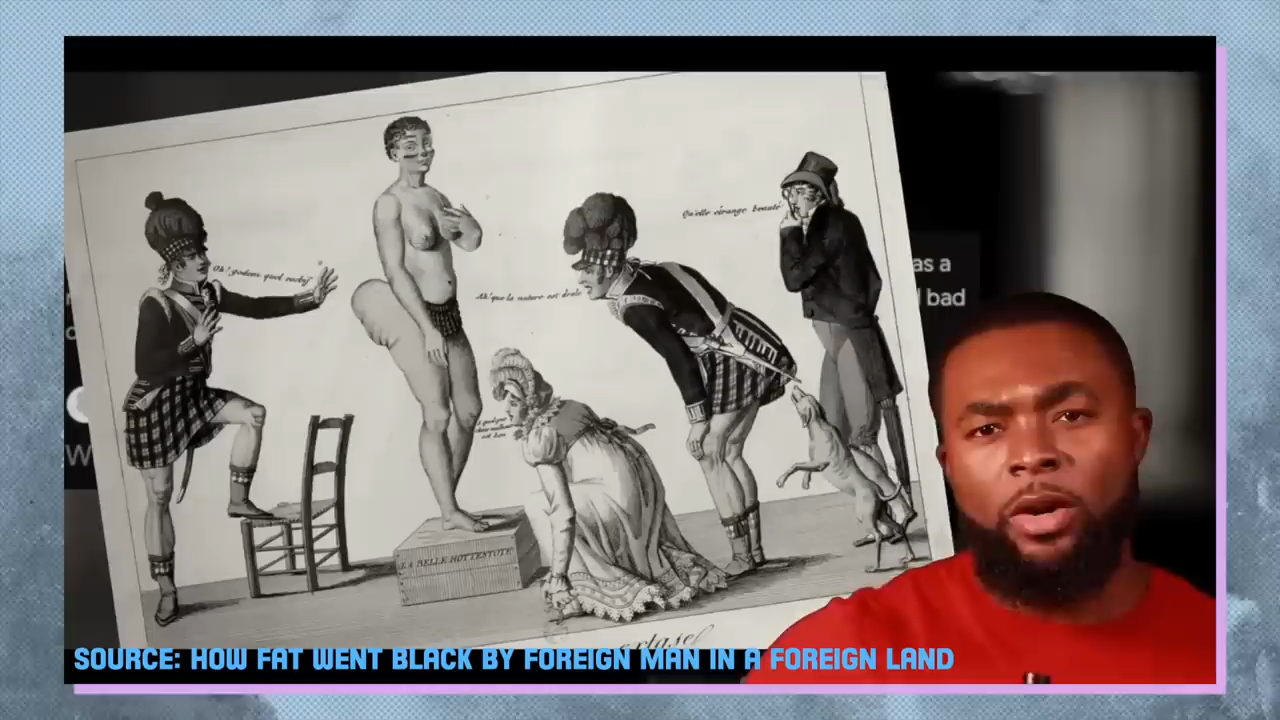 as a
bad
Oh! godem quel rosbif
Ah! que la nature est drole
Qu'elle étrange beauté
LA BELLE HOTTENTOTE
SOURCE: HOW FAT WENT BLACK BY FOREIGN MAN IN A FOREIGN LAND